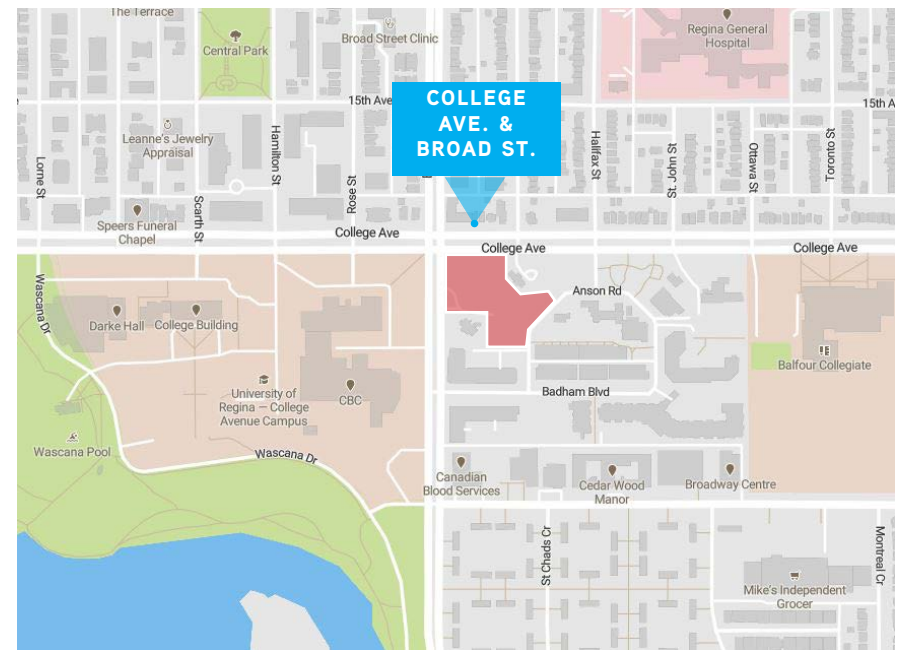 The Terrace
Central Park
Broad Street Clinic
Regina General
Hospital
15th Ave
15th A
COLLEGE
AVE. &
BROAD ST.
Leanne's Jewelry
Appraisal
Lorne St
Scarth St
Hamilton St
Rose St
Halifax St
St. John St
Ottawa St
Toronto St
Speers Funeral
Chapel
College Ave
College Ave
College Ave
Wascana Dr
Anson Rd
Darke Hall
College Building
Balfour Collegiate
University of
Regina – College
Avenue Campus
CBC
Badham Blvd
Wascana Pool
Wascana Dr
Canadian
Blood Services
Cedar Wood
Manor
Broadway Centre
St Chads Cr
Montreal Cr
Mike's Independent
Grocer